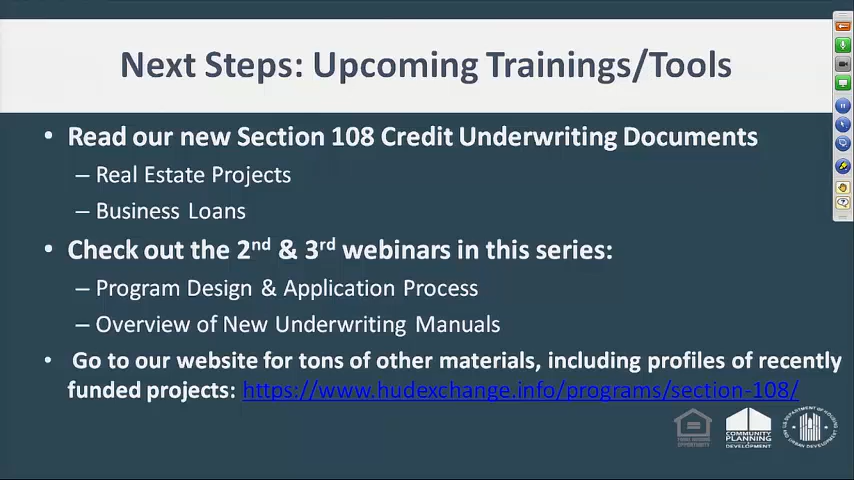 Next Steps: Upcoming Trainings/Tools
• Read our new Section 108 Credit Underwriting Documents
– Real Estate Projects
– Business Loans
• Check out the 2nd & 3rd webinars in this series:
– Program Design & Application Process
– Overview of New Underwriting Manuals
• Go to our website for tons of other materials, including profiles of recently
funded projects: https://www.hudexchange.info/programs/section-108/
EQUAL HOUSING
OPPORTUNITY
COMMUNITY
PLANNING
DEVELOPMENT